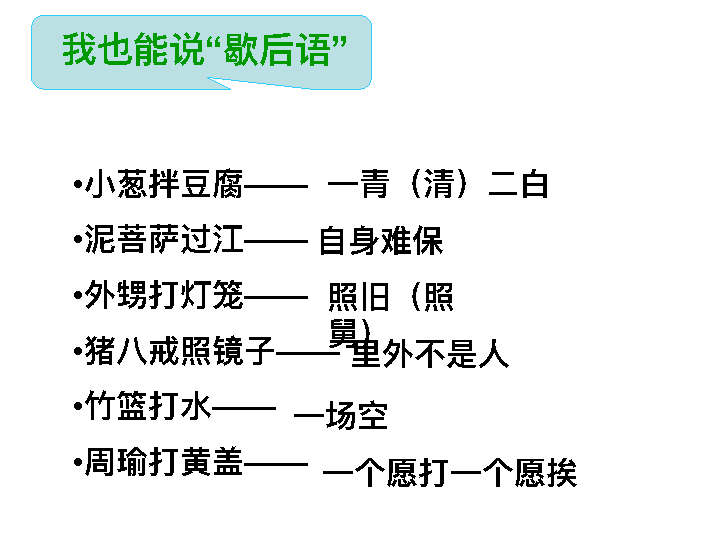 我也能说“歇后语”
•小葱拌豆腐—— 一青（清）二白
•泥菩萨过江—— 自身难保
•外甥打灯笼—— 照旧（照
舅）
•猪八戒照镜子—— 里外不是人
•竹篮打水—— 一场空
•周瑜打黄盖—— 一个愿打一个愿挨